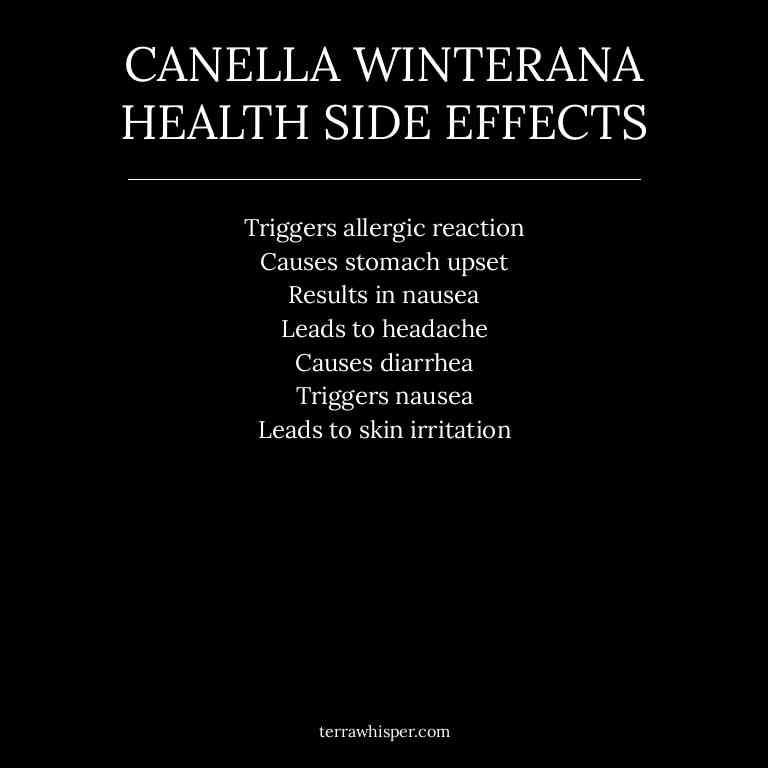 CANELLA WINTERANA
HEALTH SIDE EFFECTS
Triggers allergic reaction
Causes stomach upset
Results in nausea
Leads to headache
Causes diarrhea
Triggers nausea
Leads to skin irritation
terrawhisper.com